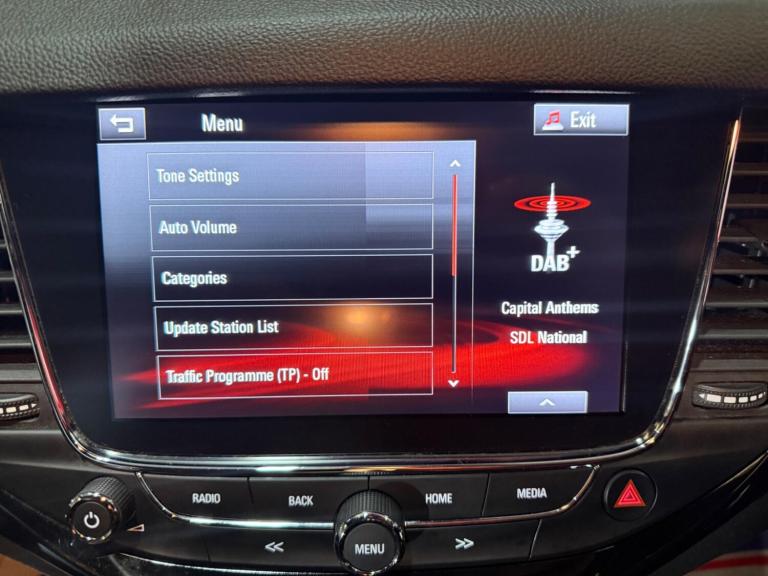 Menu
Exit
Tone Settings
Auto Volume
Categories
Update Station List
Traffic Programme (TP) - Off
DAB+
Capital Anthems
SDL National
RADIO
BACK
HOME
MEDIA
MENU